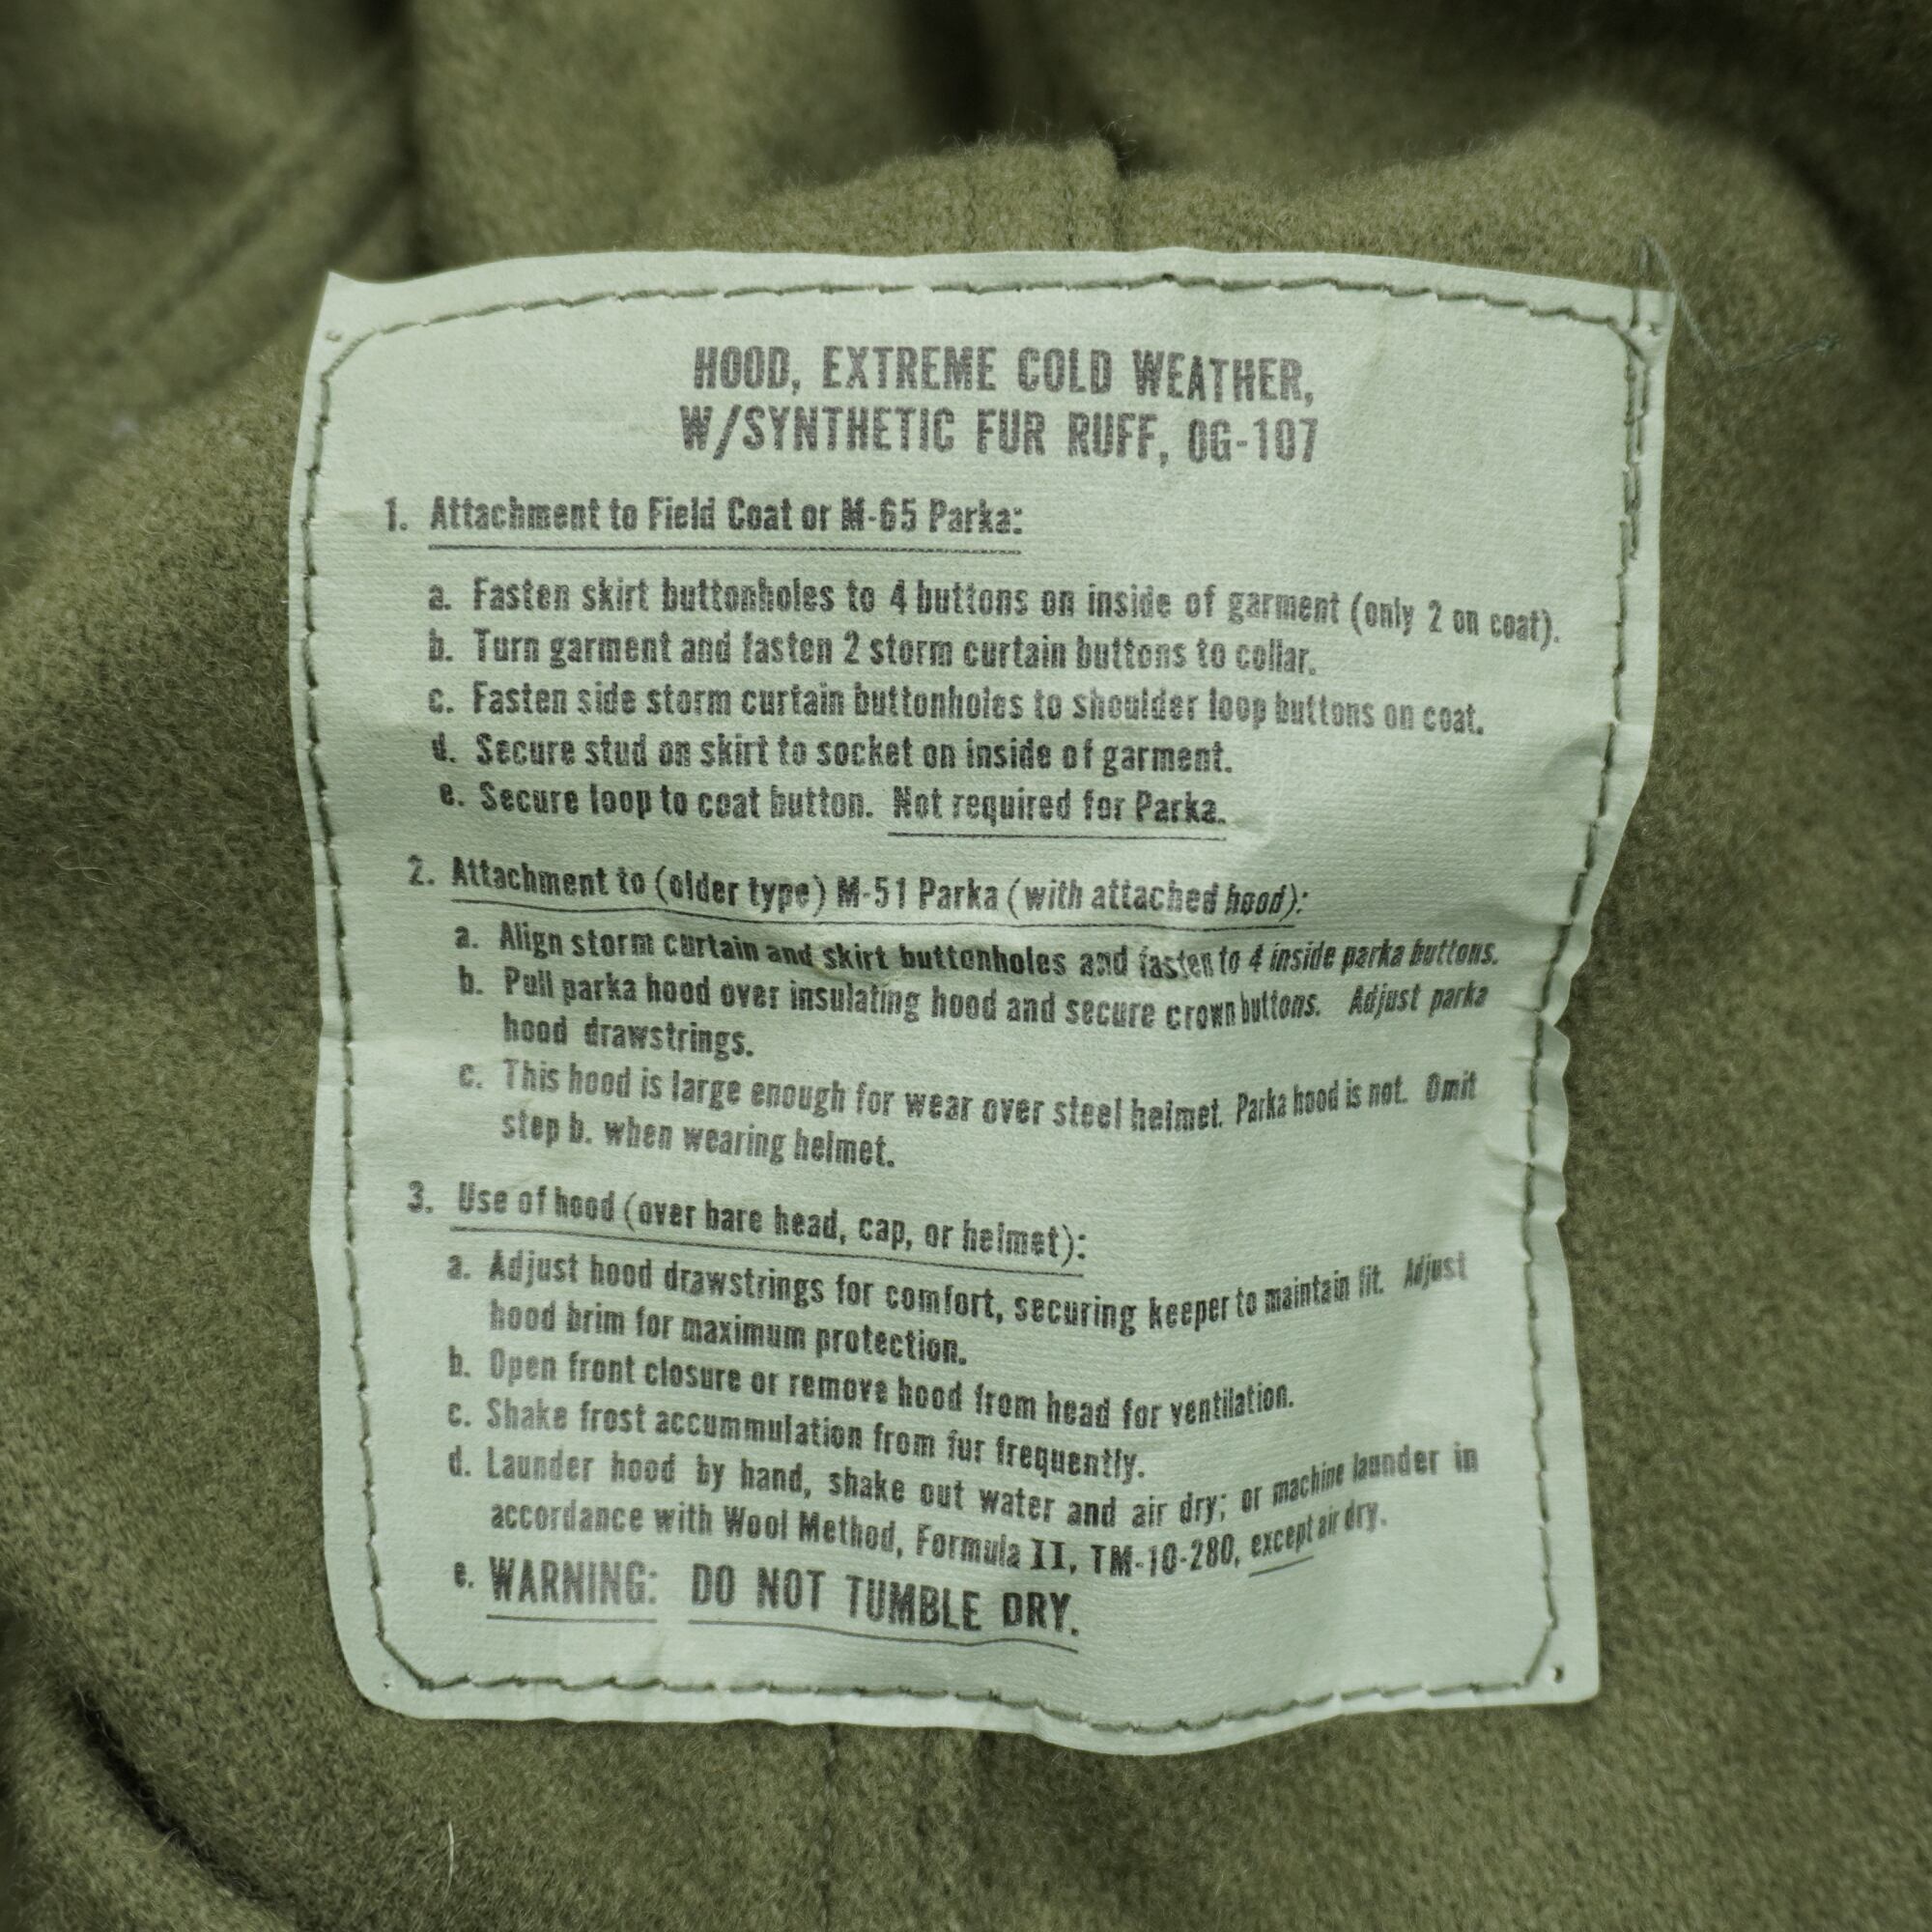 HOOD, EXTREME COLD WEATHER,
W/SYNTHETIC FUR RUFF, OG-107
1. Attachment to Field Coat or M-65 Parka:
a. Fasten skirt buttonholes to 4 buttons on inside of garment (only 2 on coat).
b. Turn garment and fasten 2 storm curtain buttons to collar.
c. Fasten side storm curtain buttonholes to shoulder loop buttons on coat.
d. Secure stud on skirt to socket on inside of garment.
e. Secure loop to coat button. Not required for Parka.
2. Attachment to (older type) M-51 Parka (with attached hood):
a. Align storm curtain and skirt buttonholes and fasten to 4 inside parka buttons.
b. Pull parka hood over insulating hood and secure crown buttons. Adjust parka
hood drawstrings.
c. This hood is large enough for wear over steel helmet. Parka hood is not. Omit
step b. when wearing helmet.
3. Use of hood (over bare head, cap, or helmet):
a. Adjust hood drawstrings for comfort, securing keeper to maintain fit. Adjust
hood brim for maximum protection.
b. Open front closure or remove hood from head for ventilation.
c. Shake frost accummulation from fur frequently.
d. Launder hood by hand, shake out water and air dry; or machine launder in
accordance with Wool Method, Formula II, TM-10-280, except air dry.
e. WARNING: DO NOT TUMBLE DRY.